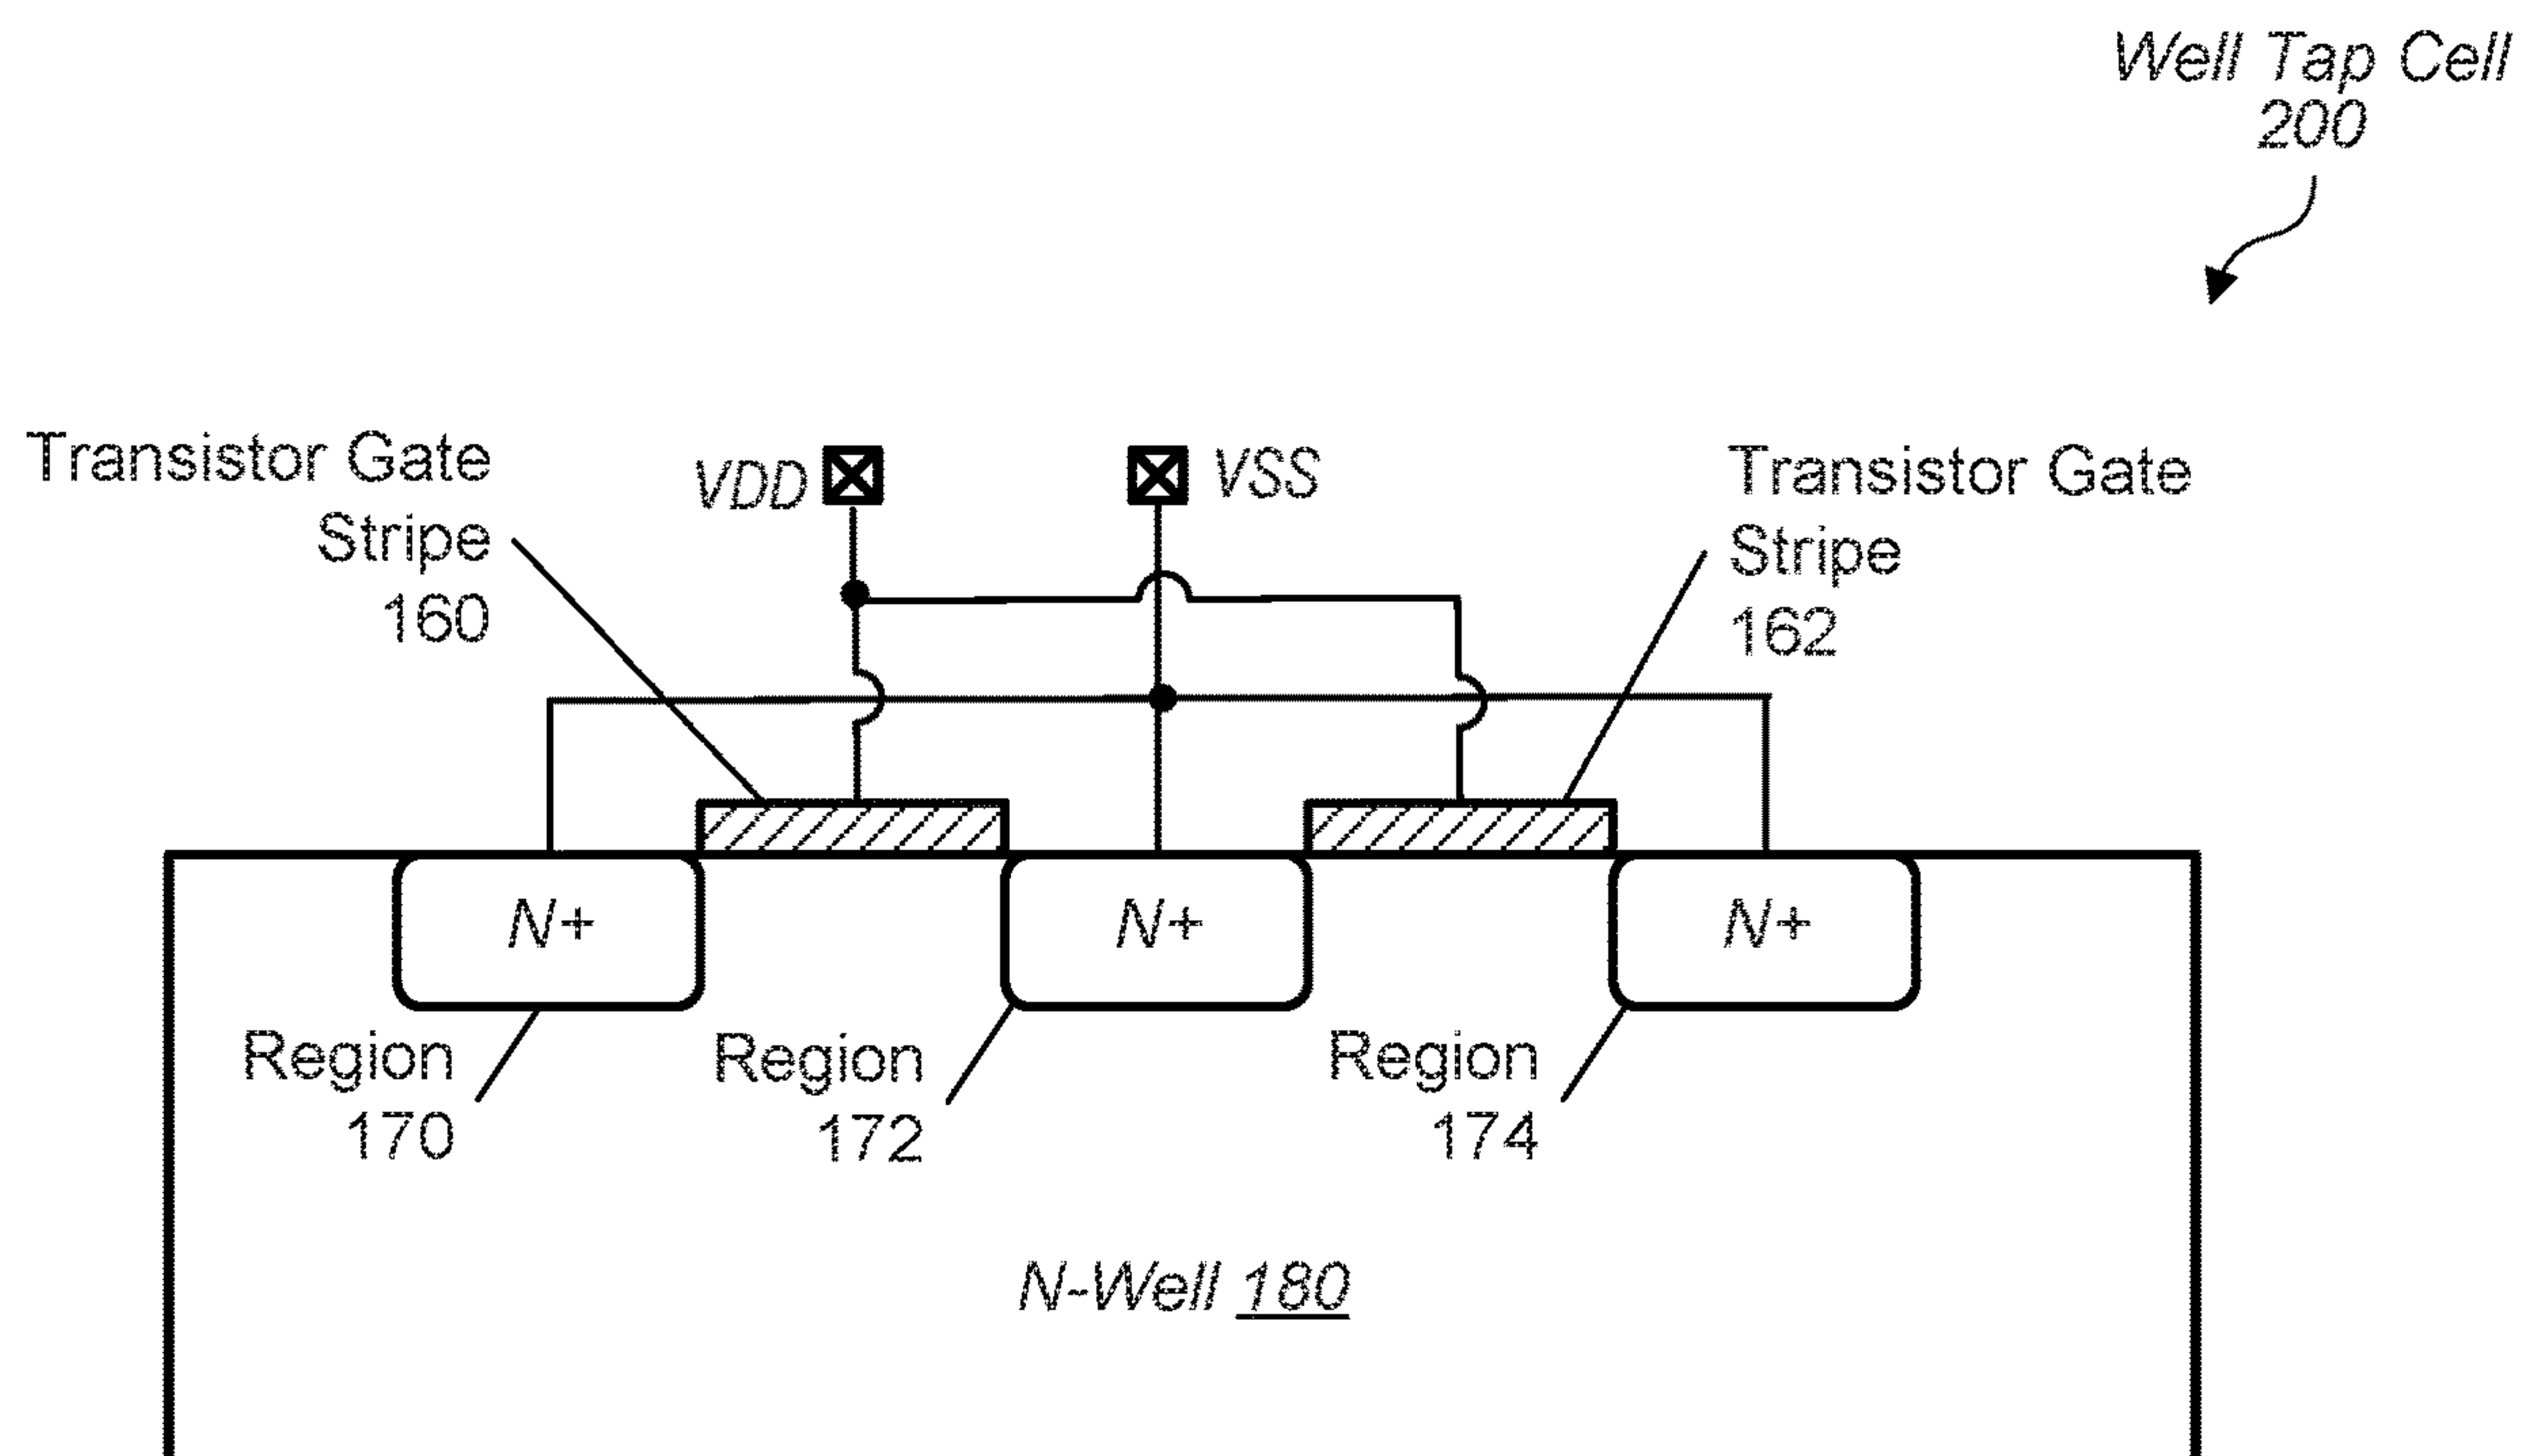 Well Tap Cell
200
Transistor Gate
Stripe
160
VDD
VSS
Transistor Gate
Stripe
162
N+
N+
N+
Region
170
Region
172
Region
174
N-Well 180